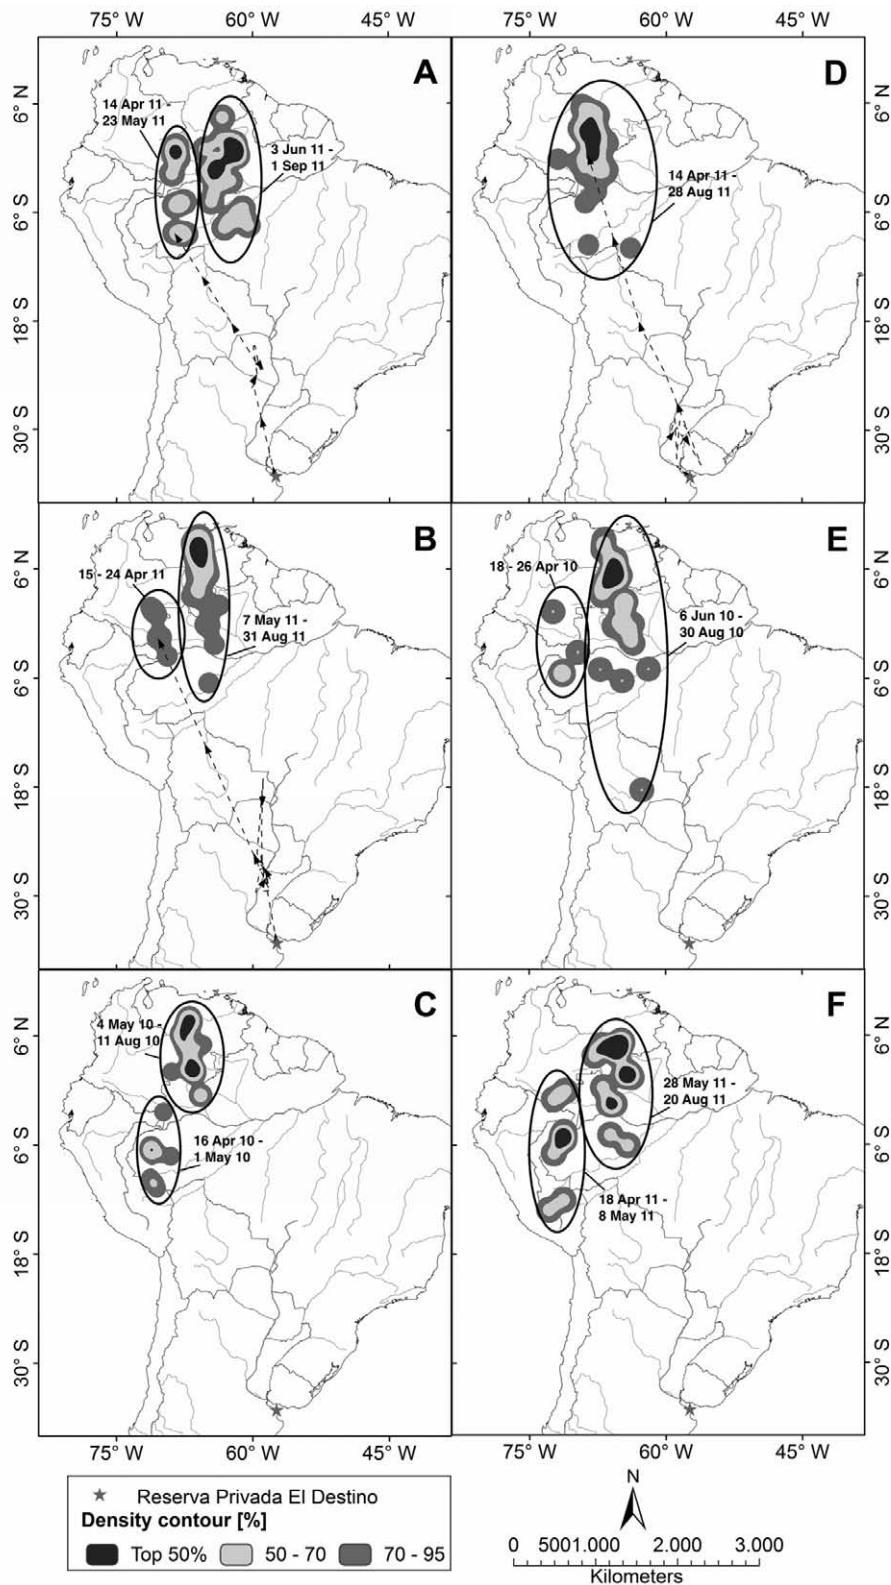 75° W 60° W 45° W 75° W 60° W 45° W
A
14 Apr 11 -
23 May 11
3 Jun 11 -
1 Sep 11
6°N
6°S
18°S
30°S
D
14 Apr 11 -
28 Aug 11
6°N
6°S
18°S
30°S
B
15 - 24 Apr 11
7 May 11 -
31 Aug 11
6°N
6°S
18°S
30°S
E
18 - 26 Apr 10
6 Jun 10 -
30 Aug 10
6°N
6°S
18°S
30°S
C
4 May 10 -
11 Aug 10
16 Apr 10 -
1 May 10
6°N
6°S
18°S
30°S
F
28 May 11 -
20 Aug 11
18 Apr 11 -
8 May 11
6°N
6°S
18°S
30°S
75° W 60° W 45° W 75° W 60° W 45° W
Reserva Privada El Destino
Density contour [%]
Top 50% 50 - 70 70 - 95
N
0 500 1.000 2.000 3.000
Kilometers